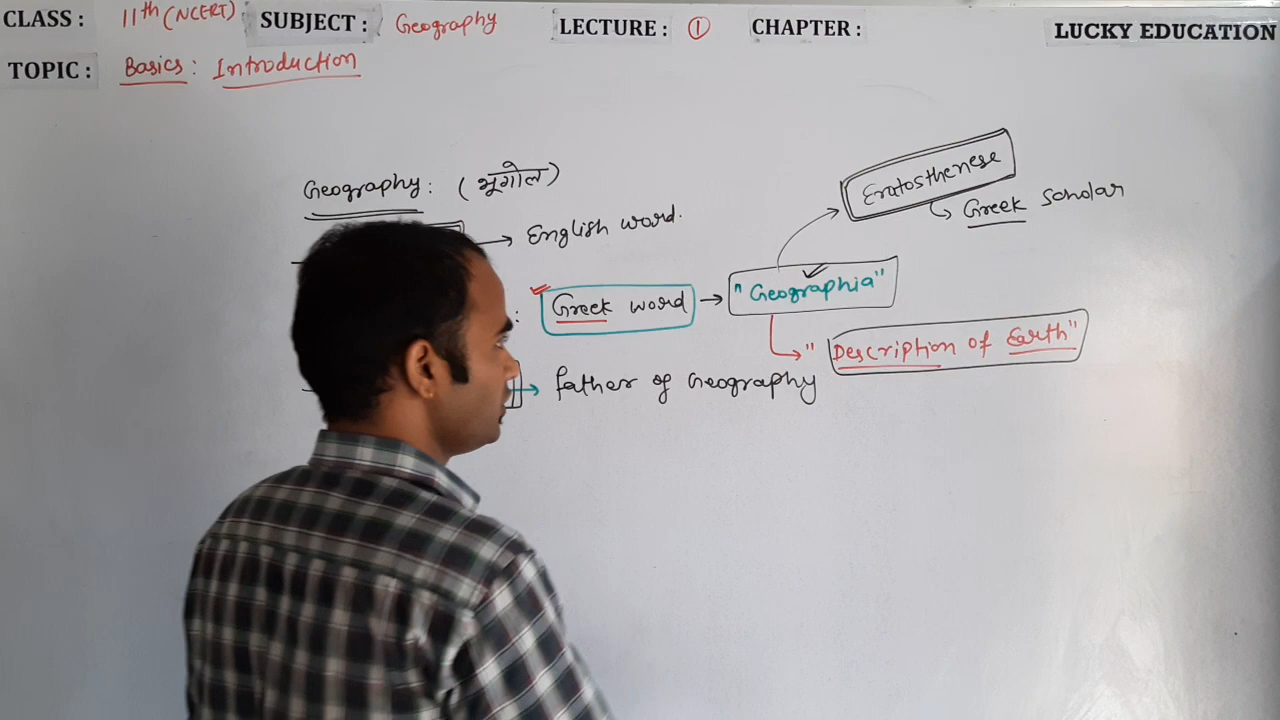 CLASS : 11th (NCERT) SUBJECT : Geography LECTURE : ① CHAPTER : LUCKY EDUCATION
TOPIC : Basics : Introduction
Geography : (भूगोल)
→ English word.
Eratosthenese
↳ Greek Scholar
: Greek word → "Geographia"
↳ "Description of Earth"
→ father of Geography